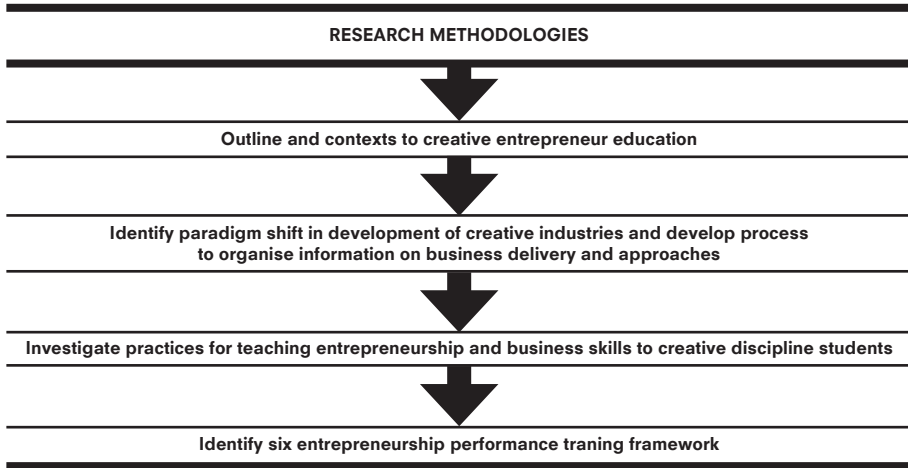 RESEARCH METHODOLOGIES
Outline and contexts to creative entrepreneur education
Identify paradigm shift in development of creative industries and develop process
to organise information on business delivery and approaches
Investigate practices for teaching entrepreneurship and business skills to creative discipline students
Identify six entrepreneurship performance traning framework